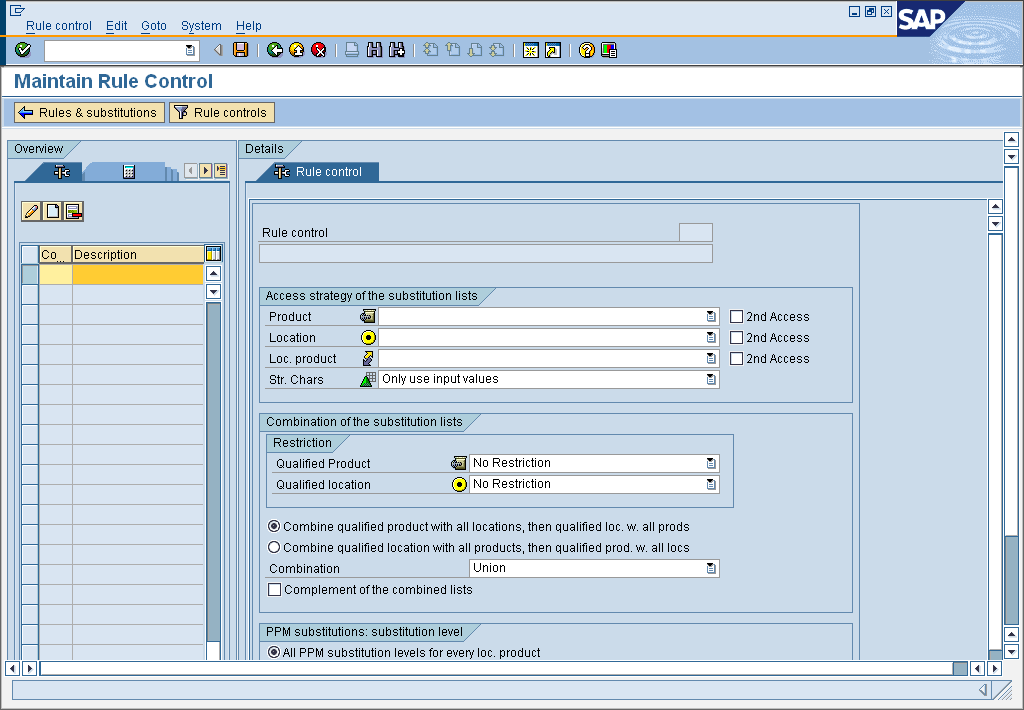 Rule control Edit Goto System Help
SAP
Maintain Rule Control
Rules & substitutions Rule controls
Overview
Details
Rule control
Co... Description
Rule control
Access strategy of the substitution lists
Product 2nd Access
Location 2nd Access
Loc. product 2nd Access
Str. Chars Only use input values
Combination of the substitution lists
Restriction
Qualified Product No Restriction
Qualified location No Restriction
Combine qualified product with all locations, then qualified loc. w. all prods
Combine qualified location with all products, then qualified prod. w. all locs
Combination Union
Complement of the combined lists
PPM substitutions: substitution level
All PPM substitution levels for every loc. product